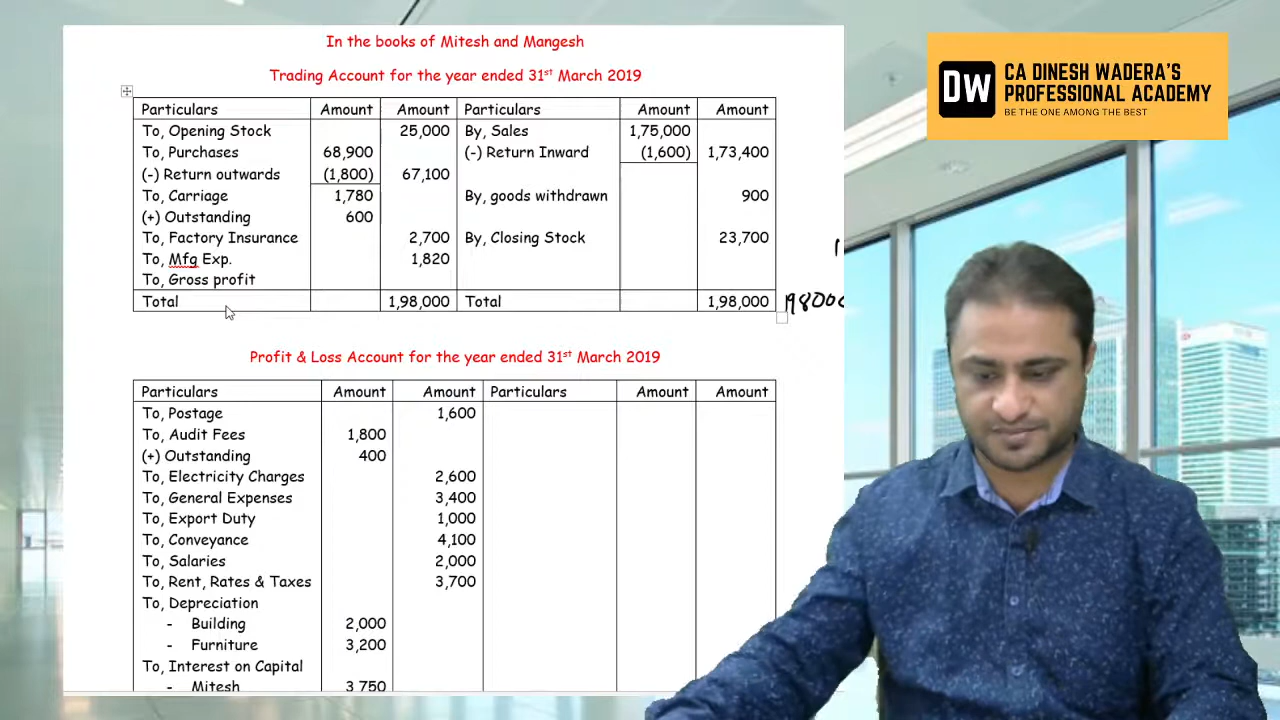 In the books of Mitesh and Mangesh
Trading Account for the year ended 31st March 2019
Particulars Amount Amount Particulars Amount Amount
To, Opening Stock 25,000 By, Sales 1,75,000
To, Purchases 68,900 (-) Return Inward (1,600) 1,73,400
(-) Return outwards (1,800) 67,100
To, Carriage 1,780 By, goods withdrawn 900
(+) Outstanding 600
To, Factory Insurance 2,700 By, Closing Stock 23,700
To, Mfg Exp. 1,820
To, Gross profit
Total 1,98,000 Total 1,98,000
Profit & Loss Account for the year ended 31st March 2019
Particulars Amount Amount Particulars Amount Amount
To, Postage 1,600
To, Audit Fees 1,800
(+) Outstanding 400
To, Electricity Charges 2,600
To, General Expenses 3,400
To, Export Duty 1,000
To, Conveyance 4,100
To, Salaries 2,000
To, Rent, Rates & Taxes 3,700
To, Depreciation
- Building 2,000
- Furniture 3,200
To, Interest on Capital
- Mitesh 3 750
DW
CA DINESH WADERA'S
PROFESSIONAL ACADEMY
BE THE ONE AMONG THE BEST